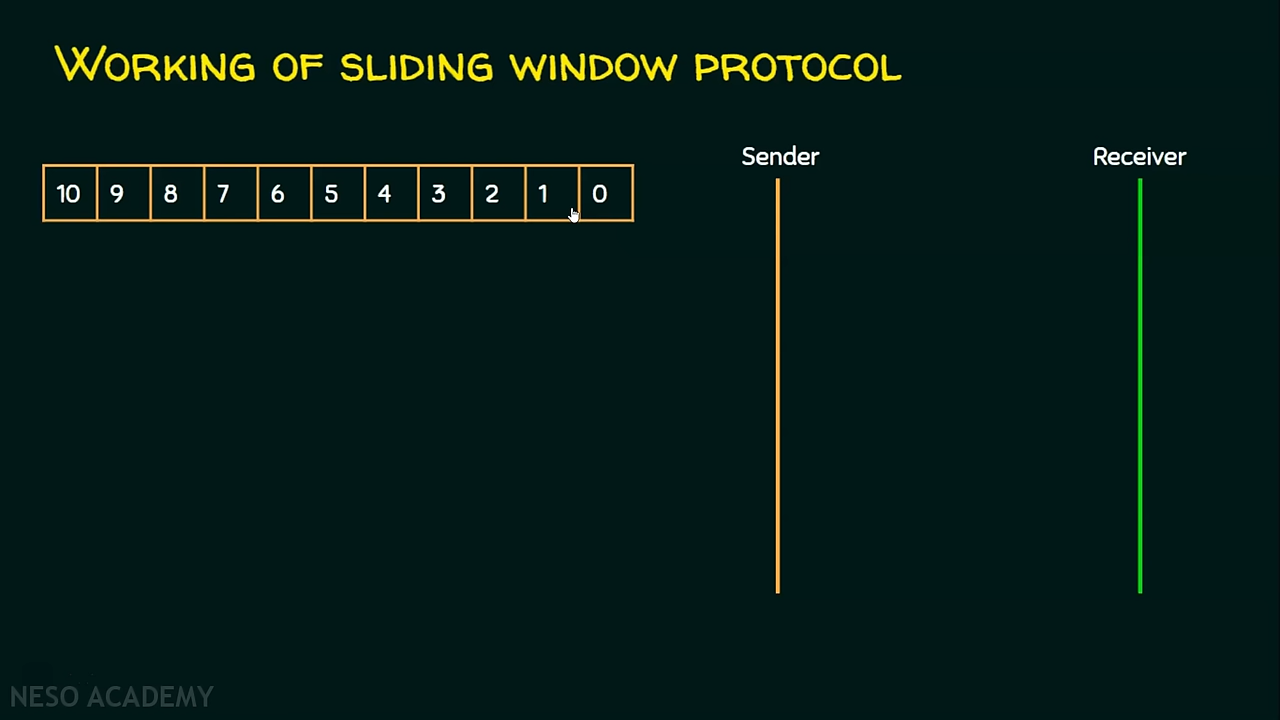 WORKING OF SLIDING WINDOW PROTOCOL
Sender Receiver
10 9 8 7 6 5 4 3 2 1 0
NESO ACADEMY